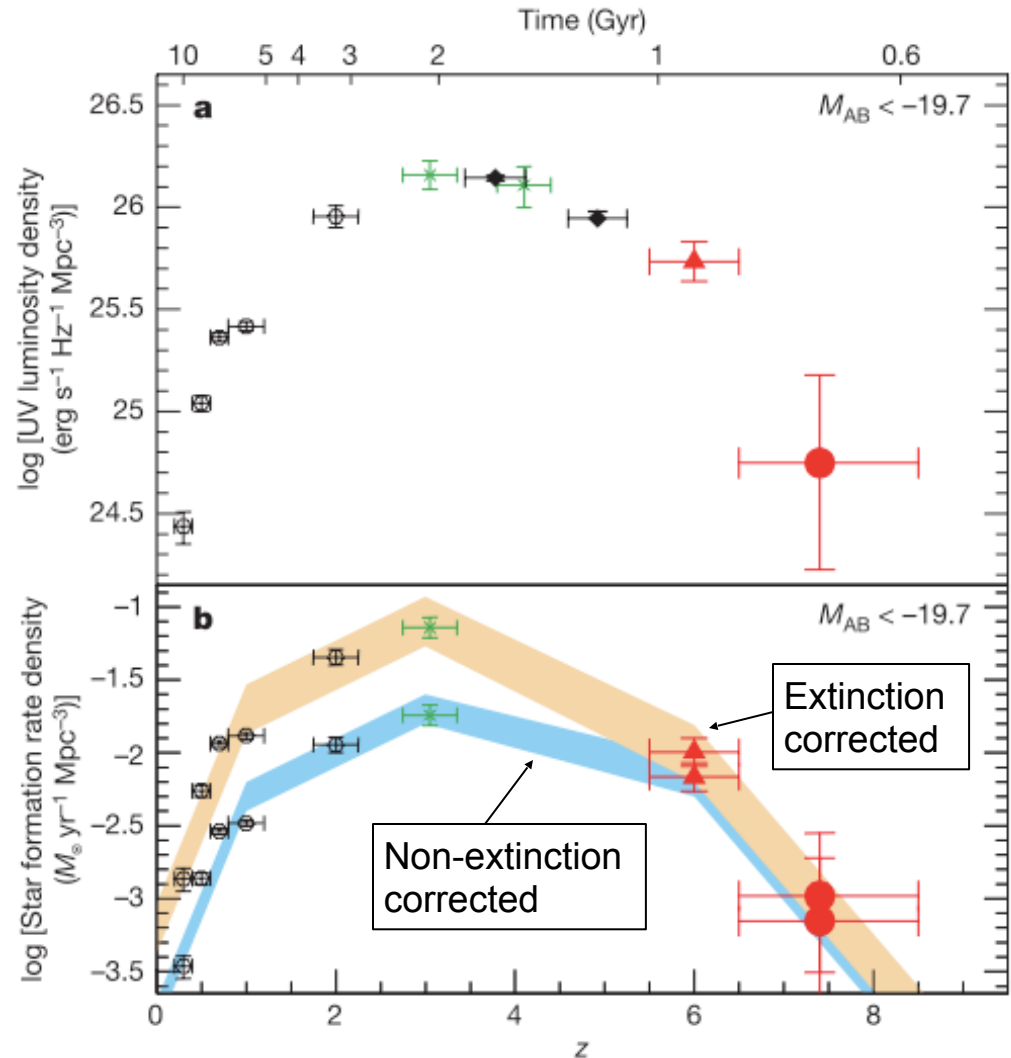 Time (Gyr)
10 5 4 3 2 1 0.6
a
M_AB < −19.7
26.5
26
25.5
25
24.5
log [UV luminosity density
(erg s⁻¹ Hz⁻¹ Mpc⁻³)]
b
M_AB < −19.7
−1
−1.5
−2
−2.5
−3
−3.5
log [Star formation rate density
(M⊙ yr⁻¹ Mpc⁻³)]
Extinction
corrected
Non-extinction
corrected
0 2 4 6 8
z